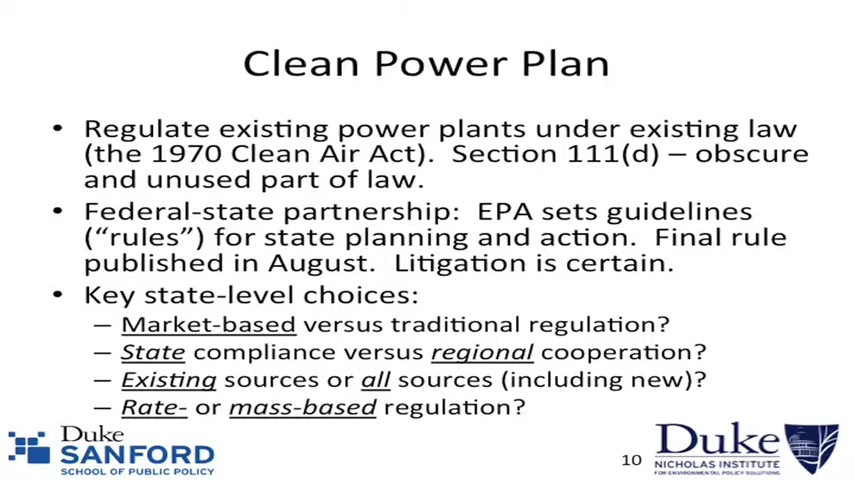 Clean Power Plan
• Regulate existing power plants under existing law
(the 1970 Clean Air Act). Section 111(d) – obscure
and unused part of law.
• Federal-state partnership: EPA sets guidelines
(“rules”) for state planning and action. Final rule
published in August. Litigation is certain.
• Key state-level choices:
– Market-based versus traditional regulation?
– State compliance versus regional cooperation?
– Existing sources or all sources (including new)?
– Rate- or mass-based regulation?
Duke
SANFORD
SCHOOL OF PUBLIC POLICY
10
Duke
NICHOLAS INSTITUTE
FOR ENVIRONMENTAL POLICY SOLUTIONS